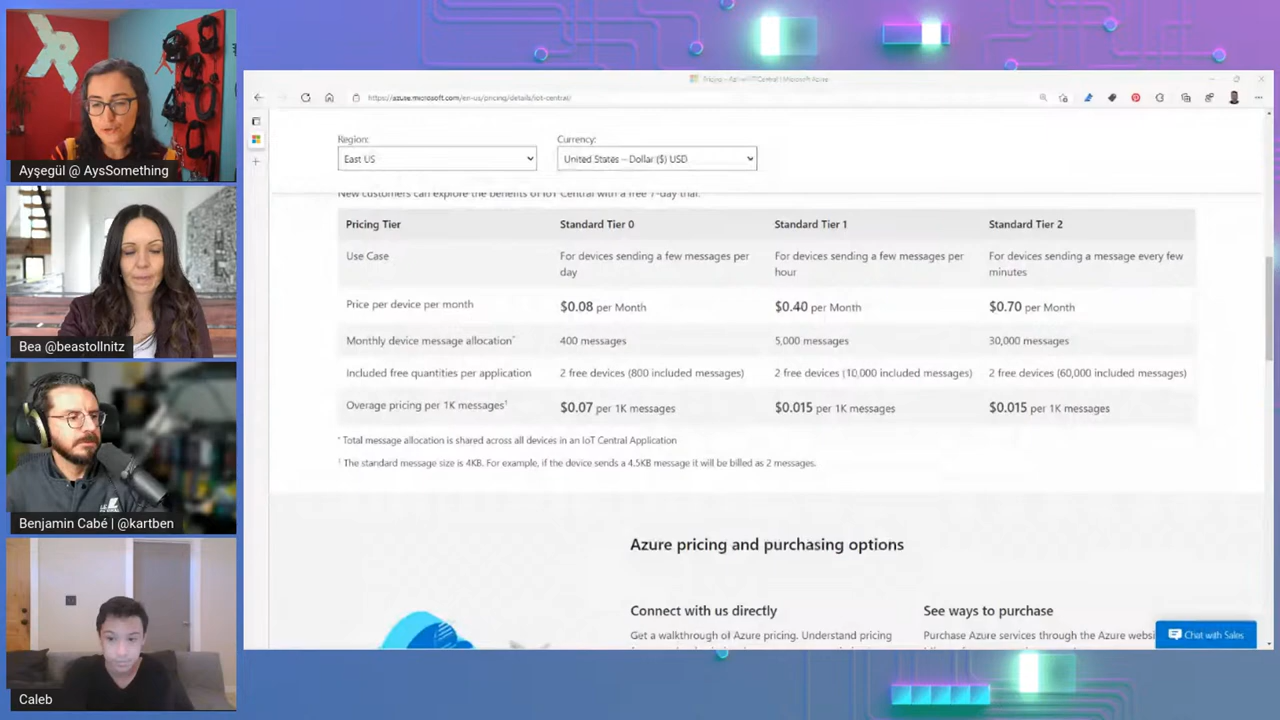 Ayşegül @ AysSomething
Bea @beastollnitz
Benjamin Cabé | @kartben
Caleb
https://azure.microsoft.com/en-us/pricing/details/iot-central/
Region:
Currency:
East US
United States – Dollar ($) USD
New customers can explore the benefits of IoT Central with a free 7-day trial.
Pricing Tier Standard Tier 0 Standard Tier 1 Standard Tier 2
Use Case For devices sending a few messages per day For devices sending a few messages per hour For devices sending a message every few minutes
Price per device per month $0.08 per Month $0.40 per Month $0.70 per Month
Monthly device message allocation* 400 messages 5,000 messages 30,000 messages
Included free quantities per application 2 free devices (800 included messages) 2 free devices (10,000 included messages) 2 free devices (60,000 included messages)
Overage pricing per 1K messages¹ $0.07 per 1K messages $0.015 per 1K messages $0.015 per 1K messages
* Total message allocation is shared across all devices in an IoT Central Application
¹ The standard message size is 4KB. For example, if the device sends a 4.5KB message it will be billed as 2 messages.
Azure pricing and purchasing options
Connect with us directly
Get a walkthrough of Azure pricing. Understand pricing
See ways to purchase
Purchase Azure services through the Azure websi
Chat with Sales